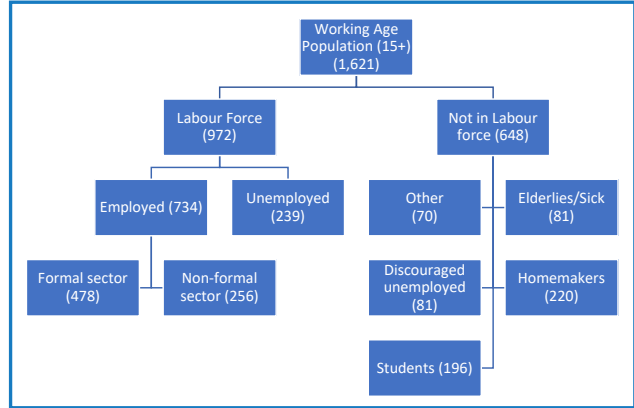 Working Age
Population (15+)
(1,621)
Labour Force
(972)
Not in Labour
force (648)
Employed (734)
Unemployed
(239)
Other
(70)
Elderlies/Sick
(81)
Formal sector
(478)
Non-formal
sector (256)
Discouraged
unemployed
(81)
Homemakers
(220)
Students (196)